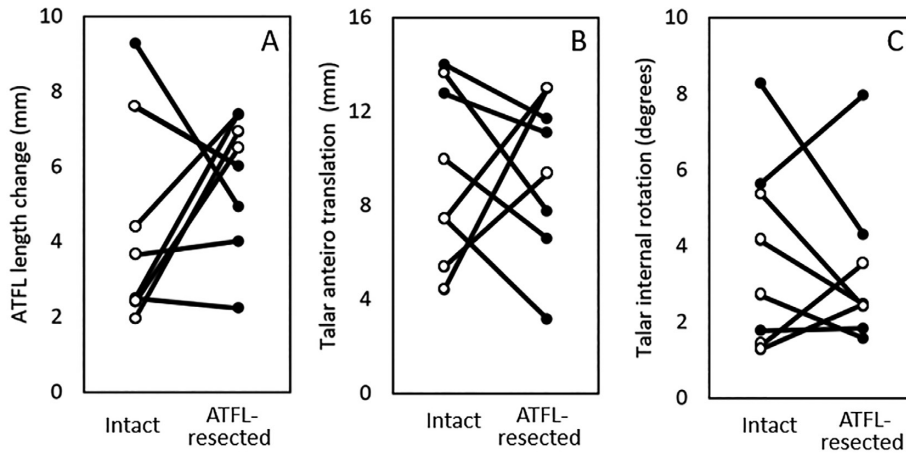 A
ATFL length change (mm)
10
8
6
4
2
0
Intact
ATFL-
resected
B
Talar anteiro translation (mm)
16
12
8
4
0
Intact
ATFL-
resected
C
Talar internal rotation (degrees)
10
8
6
4
2
0
Intact
ATFL-
resected